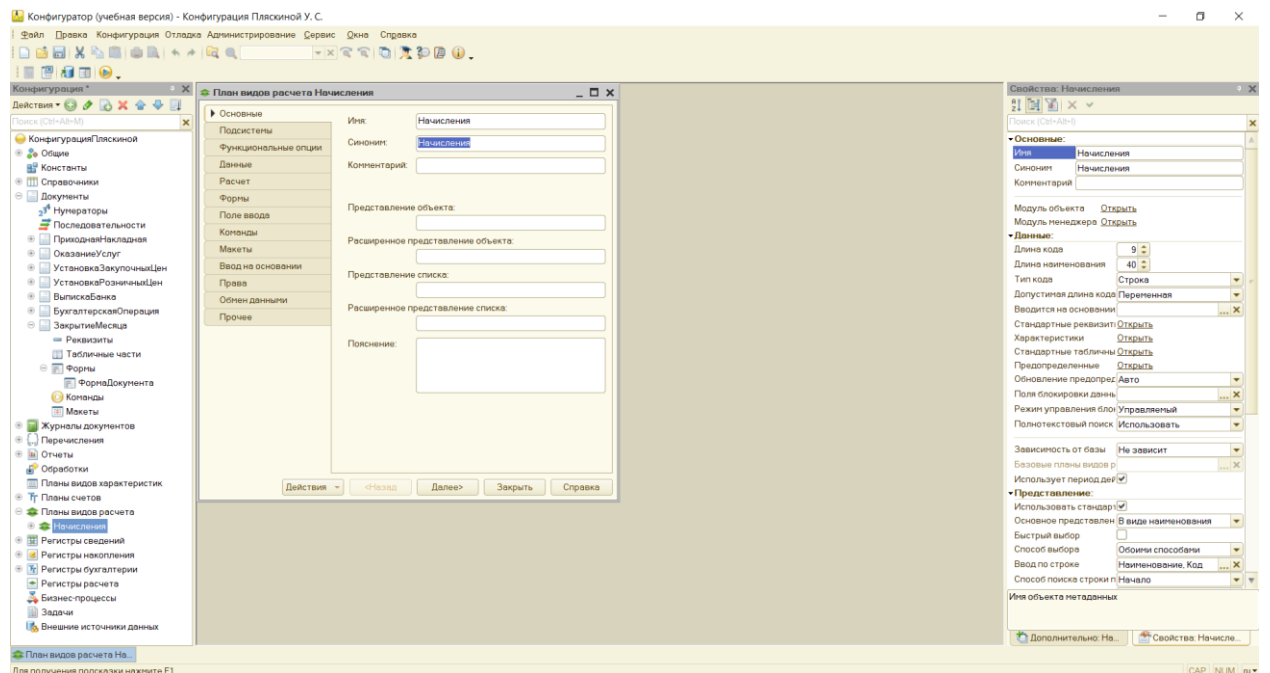 Конфигуратор (учебная версия) - Конфигурация Пляскиной У. С.
Файл Правка Конфигурация Отладка Администрирование Сервис Окна Справка
Конфигурация *
Действия
Поиск (Ctrl+Alt+M)
КонфигурацияПляскиной
Общие
Константы
Справочники
Документы
Нумераторы
Последовательности
ПриходнаяНакладная
ОказаниеУслуг
УстановкаЗакупочныхЦен
УстановкаРозничныхЦен
ВыпискаБанка
БухгалтерскаяОперация
ЗакрытиеМесяца
Реквизиты
Табличные части
Формы
ФормаДокумента
Команды
Макеты
Журналы документов
Перечисления
Отчеты
Обработки
Планы видов характеристик
Планы счетов
Планы видов расчета
Начисления
Регистры сведений
Регистры накопления
Регистры бухгалтерии
Регистры расчета
Бизнес-процессы
Задачи
Внешние источники данных
План видов расчета Начисления
Основные
Подсистемы
Функциональные опции
Данные
Расчет
Формы
Поле ввода
Команды
Макеты
Ввод на основании
Права
Обмен данными
Прочее
Имя: Начисления
Синоним: Начисления
Комментарий:
Представление объекта:
Расширенное представление объекта:
Представление списка:
Расширенное представление списка:
Пояснение:
Действия <Назад Далее> Закрыть Справка
Свойства: Начисления
Поиск (Ctrl+Alt+I)
Основные:
Имя Начисления
Синоним Начисления
Комментарий
Модуль объекта Открыть
Модуль менеджера Открыть
Данные:
Длина кода 9
Длина наименования 40
Тип кода Строка
Допустимая длина кода Переменная
Вводится на основании ...
Стандартные реквизит Открыть
Характеристики Открыть
Стандартные табличны Открыть
Предопределенные Открыть
Обновление предопред Авто
Поля блокировки данн ...
Режим управления бло Управляемый
Полнотекстовый поиск Использовать
Зависимость от базы Не зависит
Базовые планы видов р ...
Использует период дей
Представление:
Использовать стандарт
Основное представлен В виде наименования
Быстрый выбор
Способ выбора Обоими способами
Ввод по строке Наименование, Код ...
Способ поиска строки п Начало
Имя объекта метаданных
Дополнительно: На... Свойства: Начисле...
План видов расчета На...
Для получения подсказки нажмите F1
CAP NUM ru